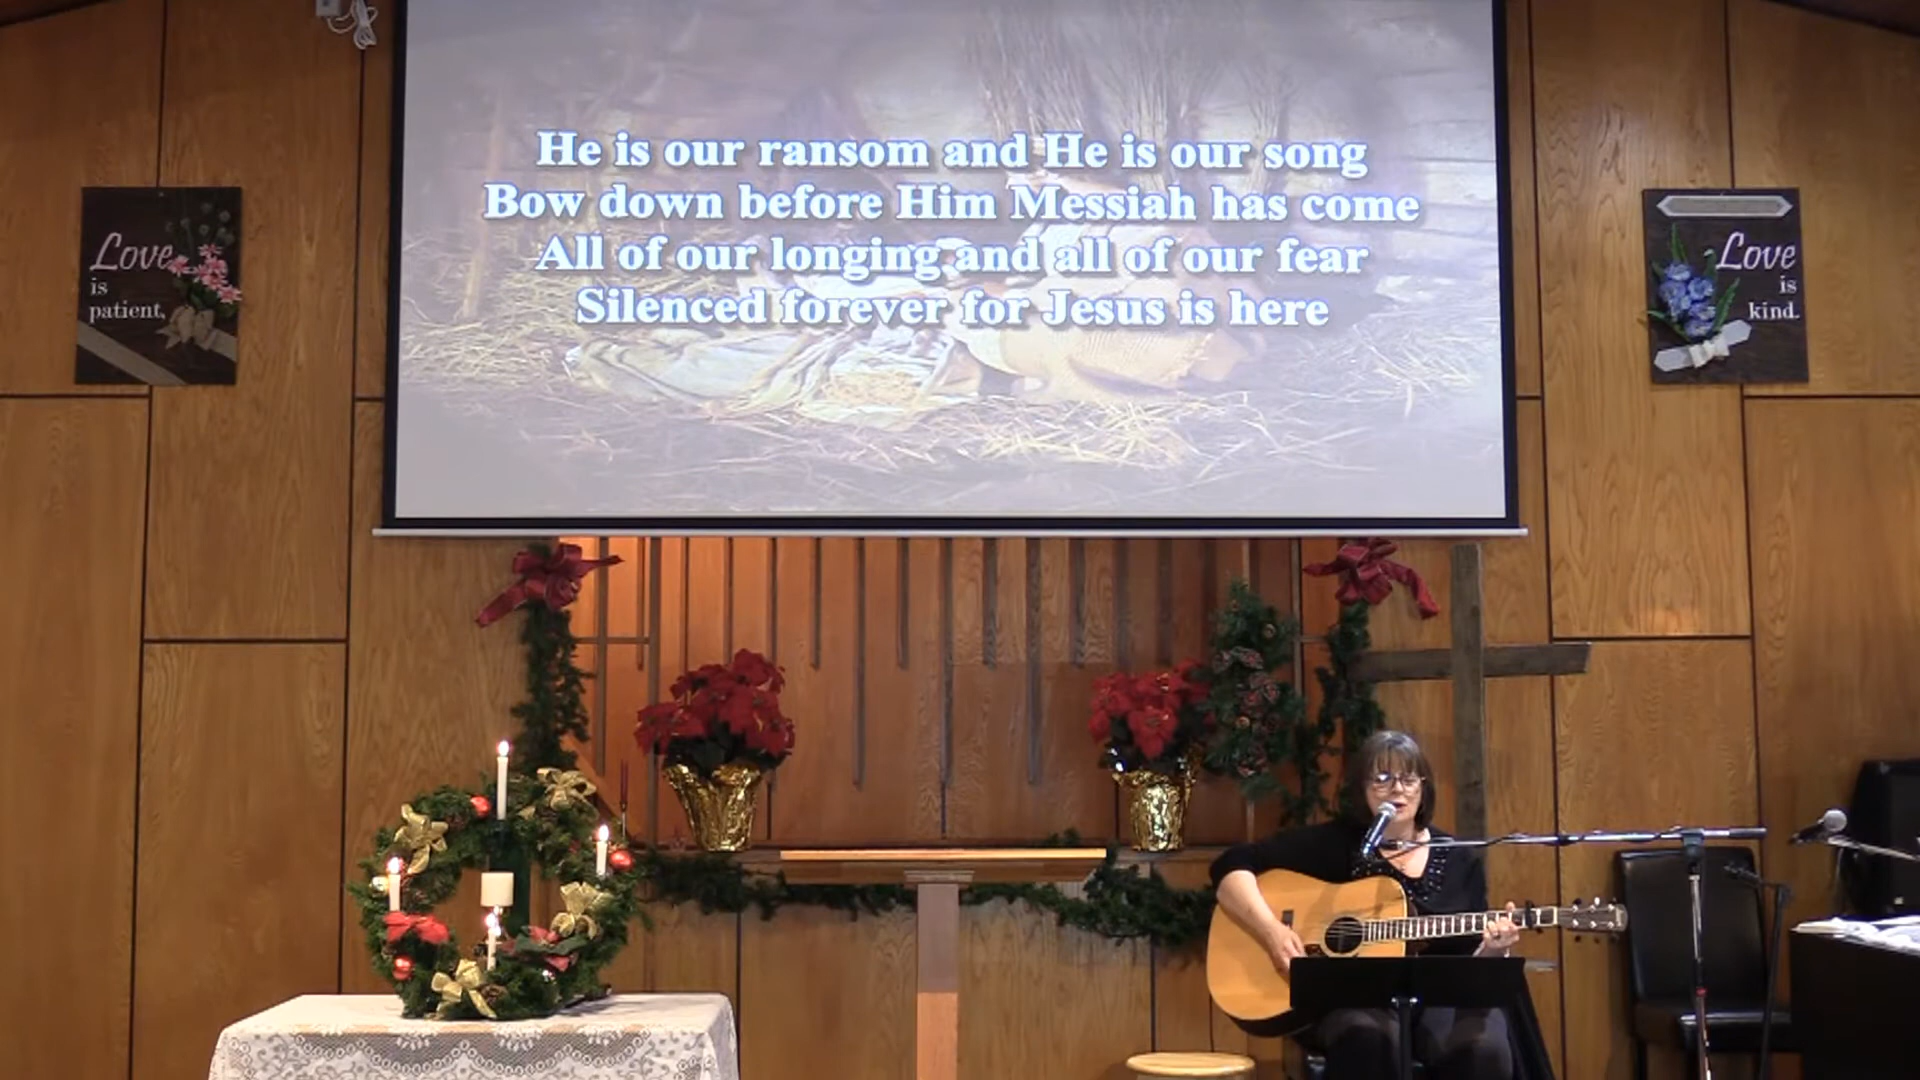 He is our ransom and He is our song
Bow down before Him Messiah has come
All of our longing and all of our fear
Silenced forever for Jesus is here
Love
is
patient,
Love
is
kind.